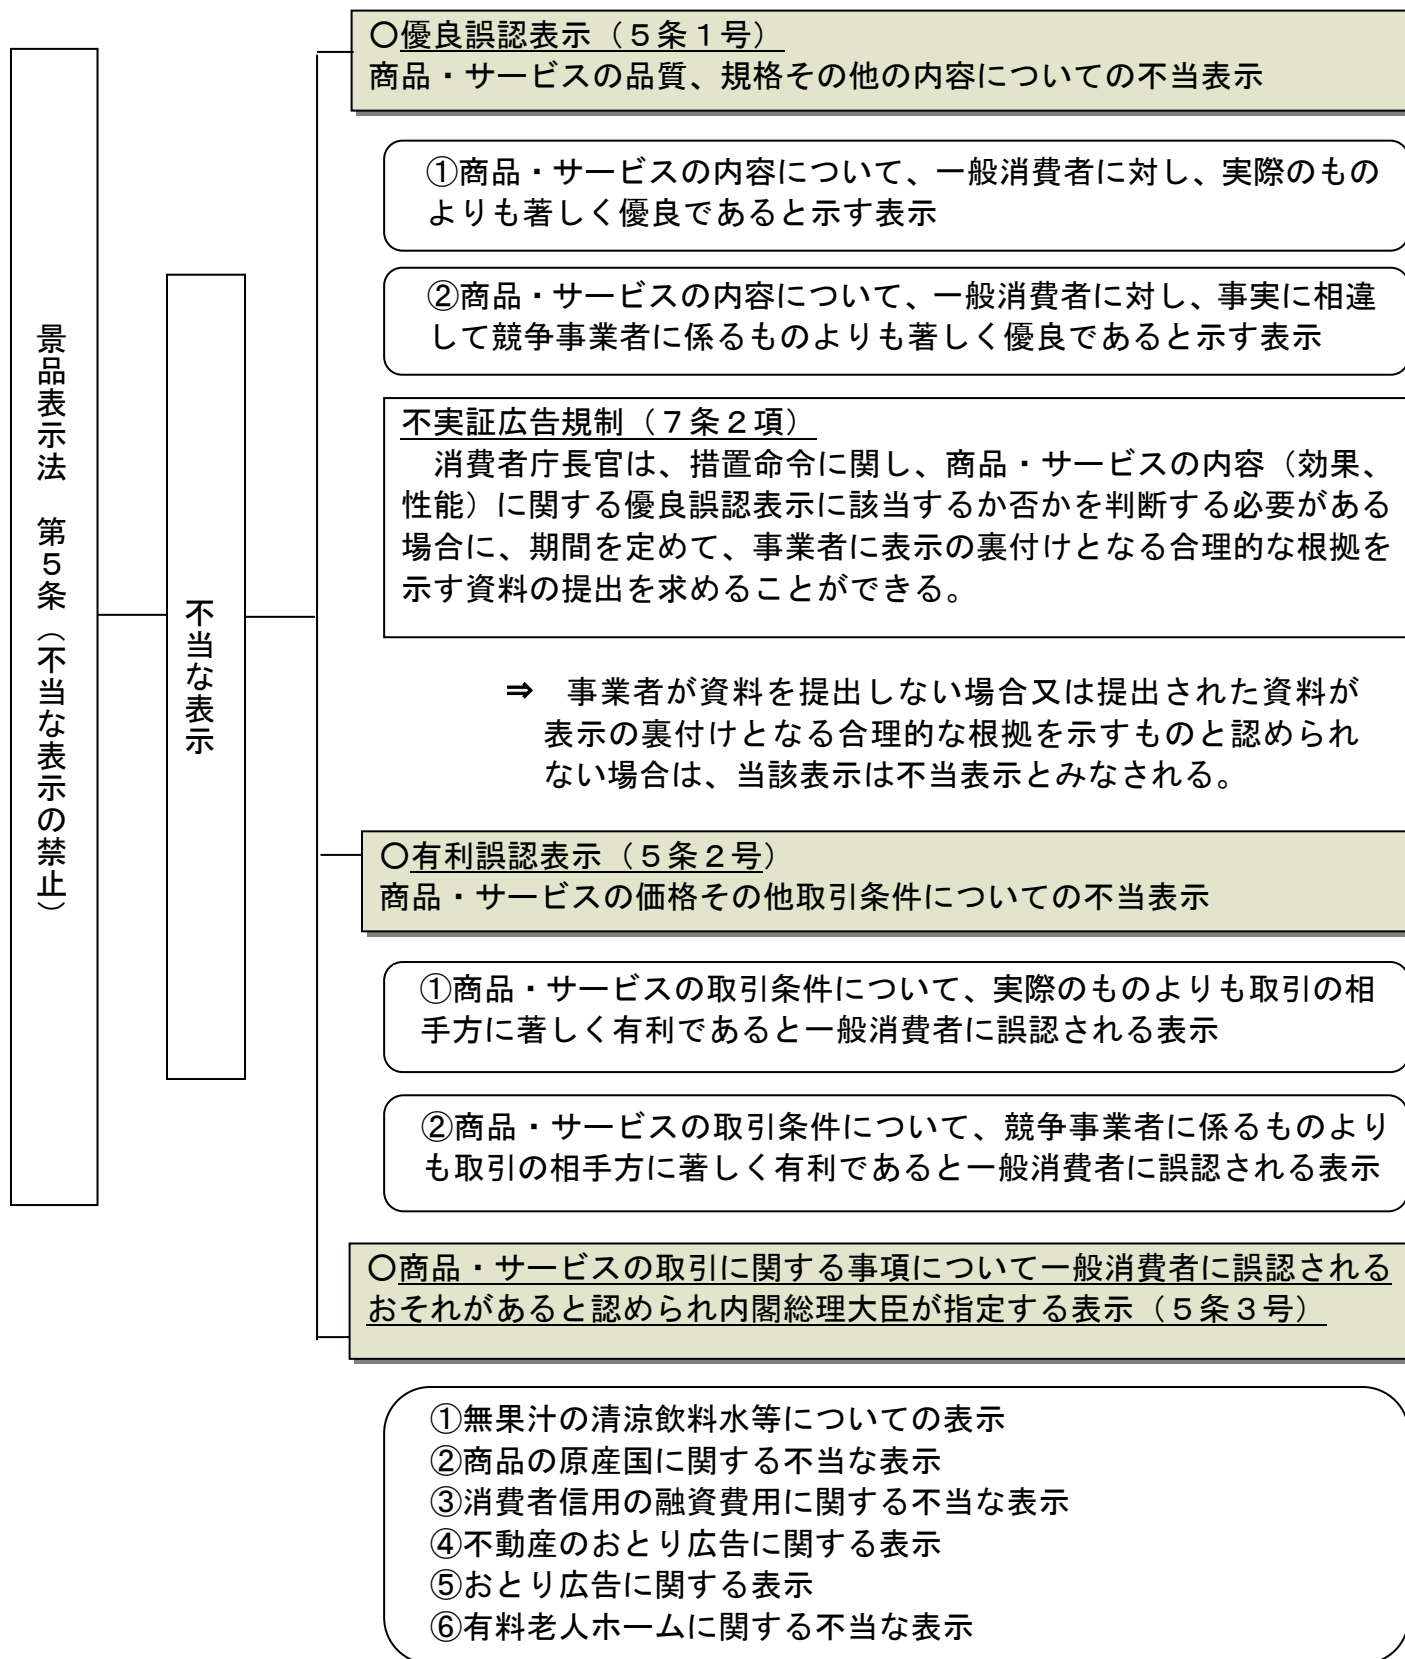 景品表示法　第５条（不当な表示の禁止）
不当な表示
○優良誤認表示（５条１号）
商品・サービスの品質、規格その他の内容についての不当表示
①商品・サービスの内容について、一般消費者に対し、実際のもの
よりも著しく優良であると示す表示
②商品・サービスの内容について、一般消費者に対し、事実に相違
して競争事業者に係るものよりも著しく優良であると示す表示
不実証広告規制（７条２項）
　消費者庁長官は、措置命令に関し、商品・サービスの内容（効果、
性能）に関する優良誤認表示に該当するか否かを判断する必要がある
場合に、期間を定めて、事業者に表示の裏付けとなる合理的な根拠を
示す資料の提出を求めることができる。
⇒　事業者が資料を提出しない場合又は提出された資料が
表示の裏付けとなる合理的な根拠を示すものと認められ
ない場合は、当該表示は不当表示とみなされる。
○有利誤認表示（５条２号）
商品・サービスの価格その他取引条件についての不当表示
①商品・サービスの取引条件について、実際のものよりも取引の相
手方に著しく有利であると一般消費者に誤認される表示
②商品・サービスの取引条件について、競争事業者に係るものより
も取引の相手方に著しく有利であると一般消費者に誤認される表示
○商品・サービスの取引に関する事項について一般消費者に誤認される
おそれがあると認められ内閣総理大臣が指定する表示（５条３号）
①無果汁の清涼飲料水等についての表示
②商品の原産国に関する不当な表示
③消費者信用の融資費用に関する不当な表示
④不動産のおとり広告に関する表示
⑤おとり広告に関する表示
⑥有料老人ホームに関する不当な表示